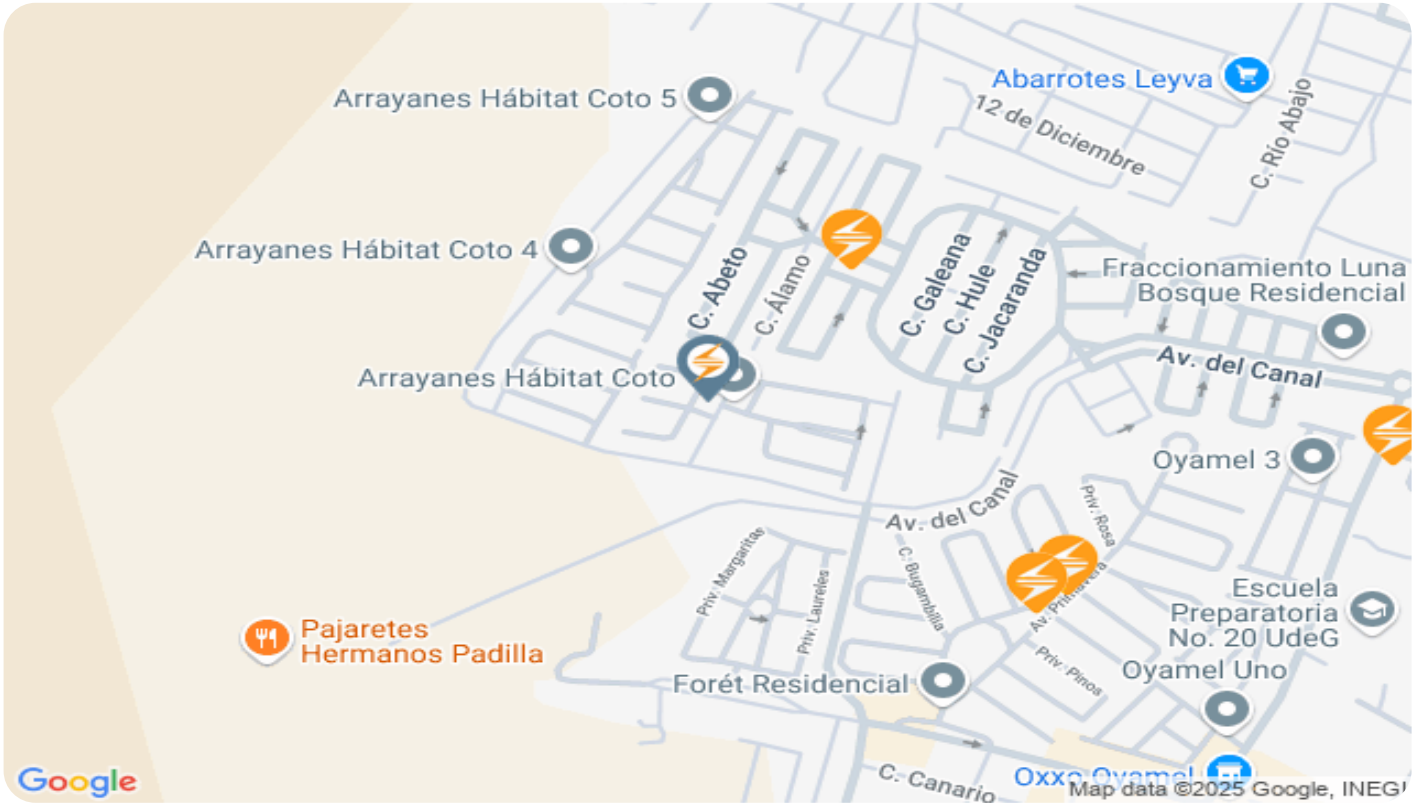 Abarrotes Leyva
Arrayanes Hábitat Coto 5
12 de Diciembre
C. Río Abajo
Arrayanes Hábitat Coto 4
C. Abeto
C. Álamo
C. Galeana
C. Hule
C. Jacaranda
Fraccionamiento Luna
Bosque Residencial
Av. del Canal
Arrayanes Hábitat Coto
Oyamel 3
Av. del Canal
Priv. Rosa
Priv. Margaritas
Priv. Laureles
C. Bugambilia
Av. Primavera
Escuela
Preparatoria
No. 20 UdeG
Pajaretes
Hermanos Padilla
Priv. Pinos
Oyamel Uno
Forét Residencial
C. Canario
Oxxo Oyamel
Google
Map data ©2025 Google, INEGI